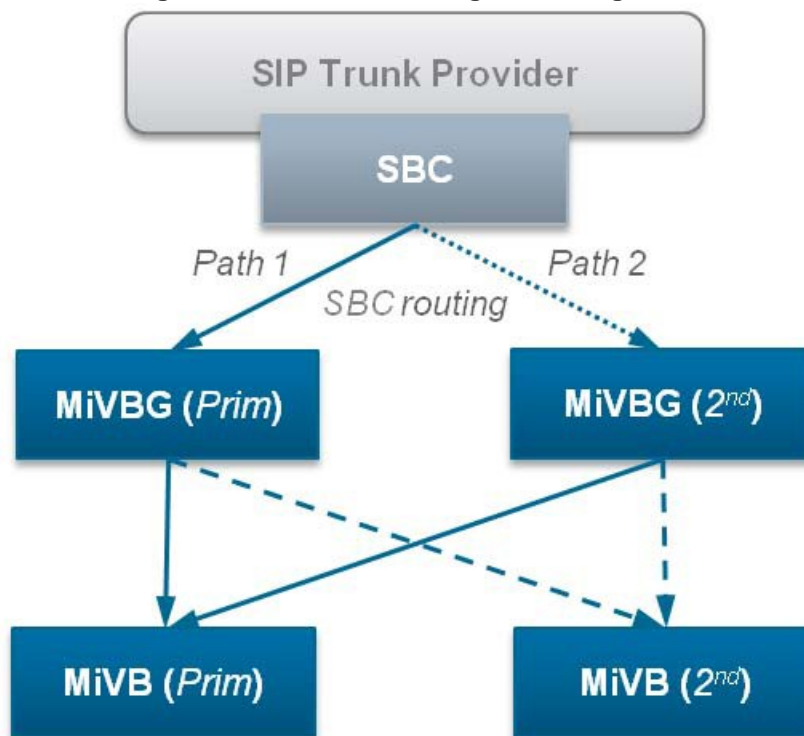 SIP Trunk Provider
SBC
Path 1
Path 2
SBC routing
MiVBG (Prim)
MiVBG (2nd)
MiVB (Prim)
MiVB (2nd)